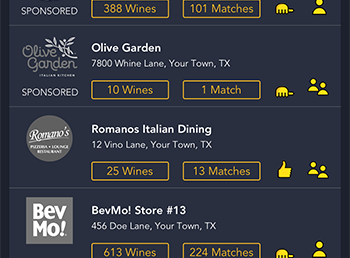 SPONSORED
388 Wines
101 Matches
Olive
Garden
ITALIAN KITCHEN
SPONSORED
Olive Garden
7800 Whine Lane, Your Town, TX
10 Wines
1 Match
Romano's
PIZZERIA • LOUNGE
RESTAURANT
Romanos Italian Dining
12 Vino Lane, Your Town, TX
25 Wines
13 Matches
Bev
Mo!
BevMo! Store #13
456 Doe Lane, Your Town, TX
613 Wines
224 Matches